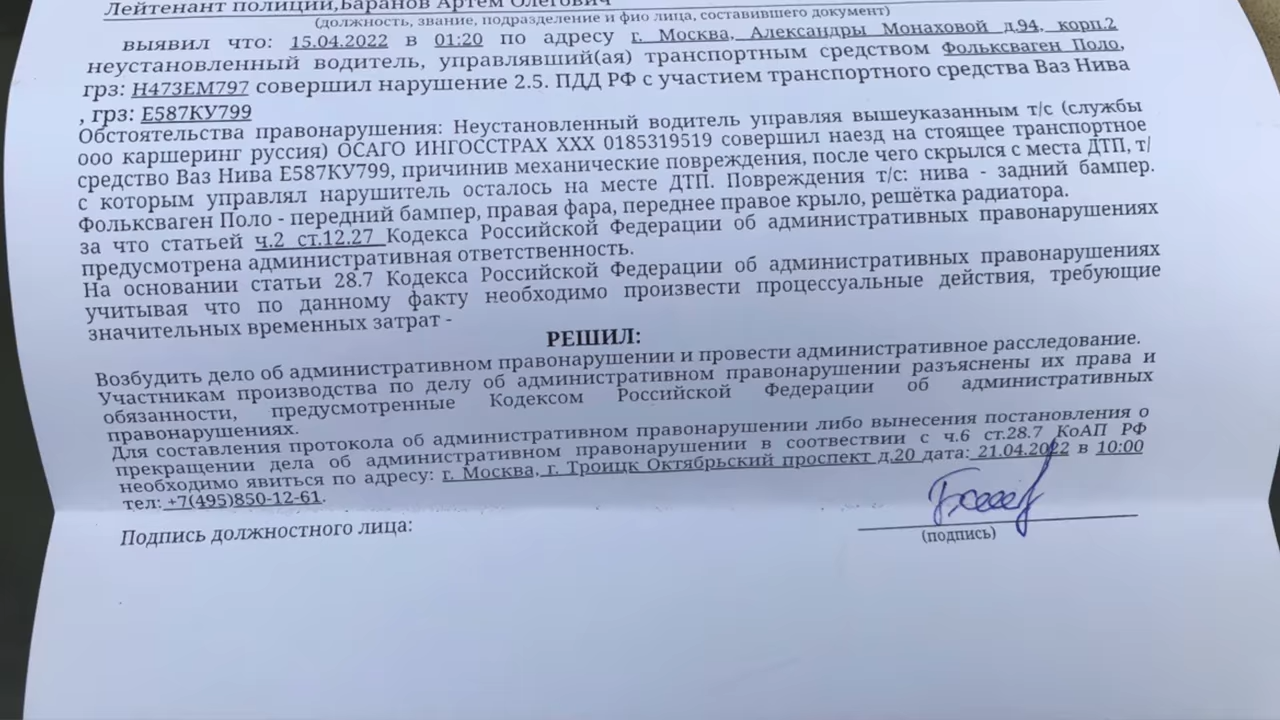 Лейтенант полиции,Баранов Артем Олегович
(должность, звание, подразделение и фио лица, составившего документ)
выявил что: 15.04.2022 в 01:20 по адресу г. Москва, Александры Монаховой д.94, корп.2
неустановленный водитель, управлявший(ая) транспортным средством Фольксваген Поло,
грз: Н473ЕМ797 совершил нарушение 2.5. ПДД РФ с участием транспортного средства Ваз Нива
, грз: Е587КУ799
Обстоятельства правонарушения: Неустановленный водитель управляя вышеуказанным т/с (службы
ооо каршеринг руссия) ОСАГО ИНГОССТРАХ ХХХ 0185319519 совершил наезд на стоящее транспортное
средство Ваз Нива Е587КУ799, причинив механические повреждения, после чего скрылся с места ДТП, т/
с которым управлял нарушитель осталось на месте ДТП. Повреждения т/с: нива - задний бампер.
Фольксваген Поло - передний бампер, правая фара, переднее правое крыло, решётка радиатора.
за что статьей ч.2 ст.12.27 Кодекса Российской Федерации об административных правонарушениях
предусмотрена административная ответственность.
На основании статьи 28.7 Кодекса Российской Федерации об административных правонарушениях
учитывая что по данному факту необходимо произвести процессуальные действия, требующие
значительных временных затрат -
РЕШИЛ:
Возбудить дело об административном правонарушении и провести административное расследование.
Участникам производства по делу об административном правонарушении разъяснены их права и
обязанности, предусмотренные Кодексом Российской Федерации об административных
правонарушениях.
Для составления протокола об административном правонарушении либо вынесения постановления о
прекращении дела об административном правонарушении в соотвествии с ч.6 ст.28.7 КоАП РФ
необходимо явиться по адресу: г. Москва, г. Троицк Октябрьский проспект д.20 дата: 21.04.2022 в 10:00
тел: +7(495)850-12-61.
Подпись должностного лица:
(подпись)